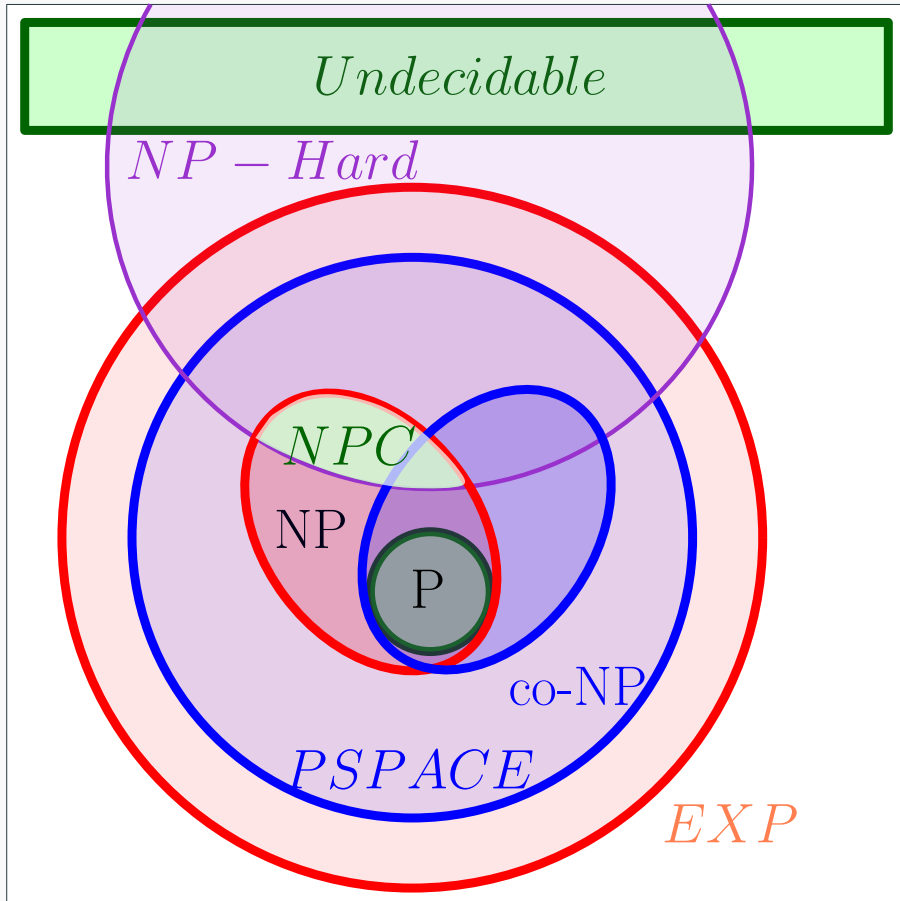 Undecidable
NP − Hard
NPC
NP
P
co-NP
PSPACE
EXP